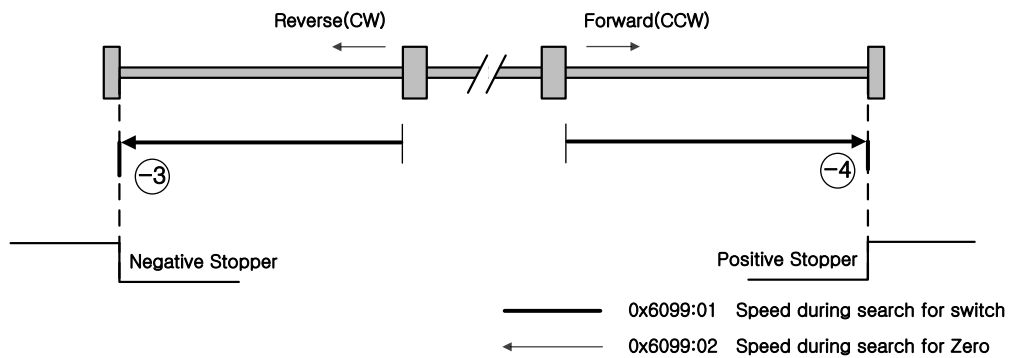 Reverse(CW)
Forward(CCW)
-3
-4
Negative Stopper
Positive Stopper
0x6099:01 Speed during search for switch
0x6099:02 Speed during search for Zero